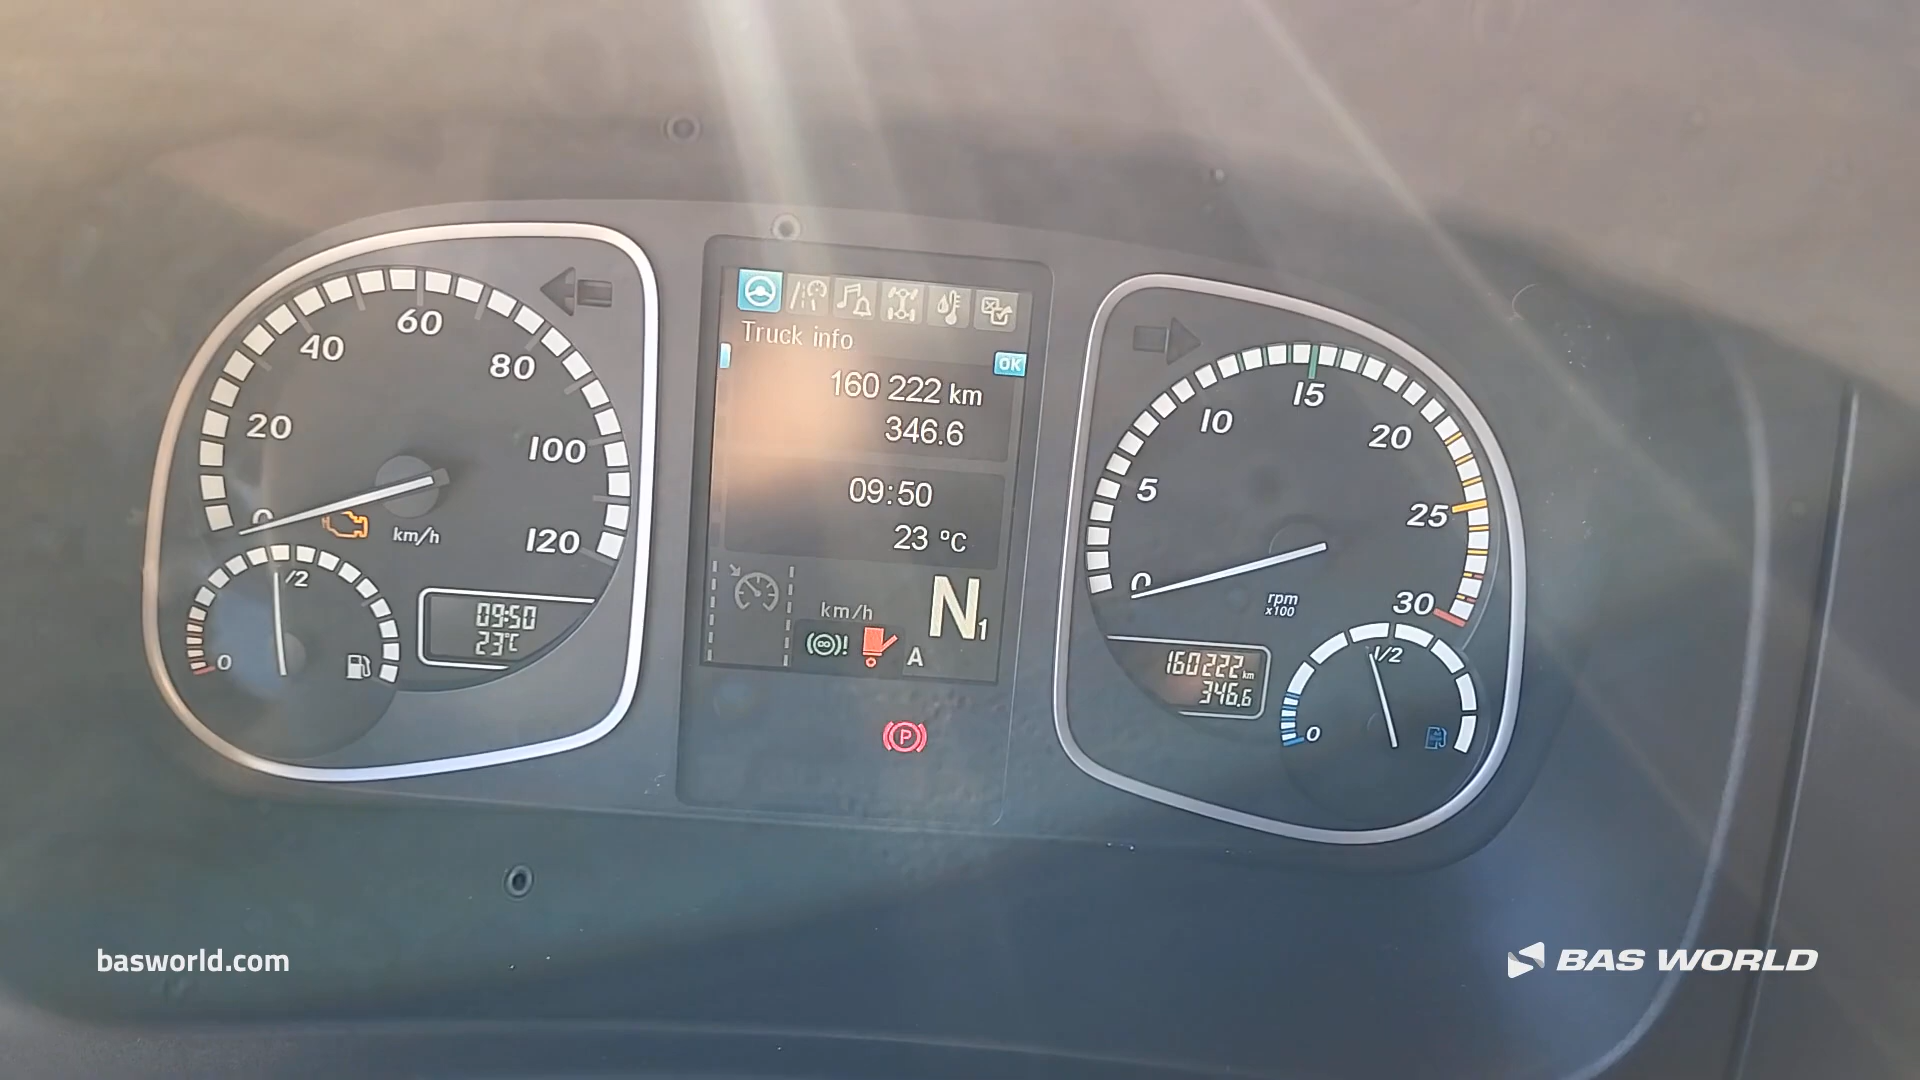 0
20
40
60
80
100
120
km/h
0
1/2
09:50
23°C
Truck info
OK
160 222 km
346.6
09:50
23 °C
km/h
N1
A
P
0
5
10
15
20
25
30
rpm
x100
160222 km
346.6
0
1/2
basworld.com
BAS WORLD